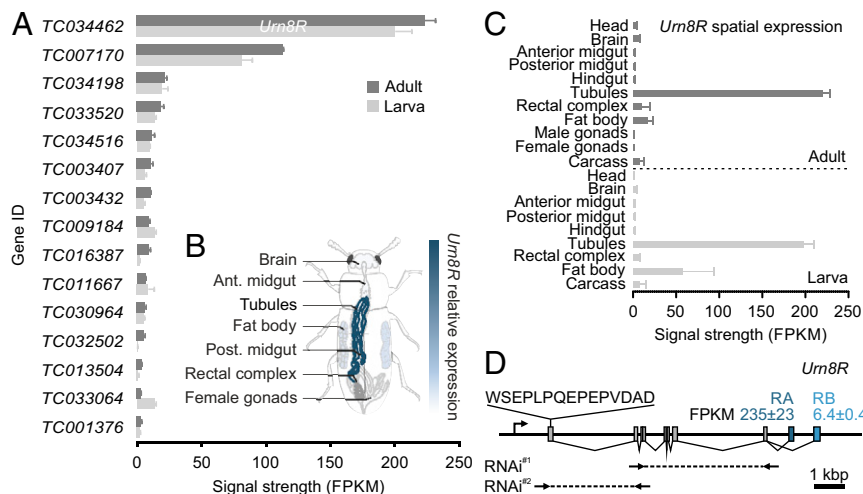 A
Gene ID
TC034462
Urn8R
TC007170
TC034198
TC033520
TC034516
TC003407
TC003432
TC009184
TC016387
TC011667
TC030964
TC032502
TC013504
TC033064
TC001376
Adult
Larva
0 50 100 150 200 250
Signal strength (FPKM)
B
Brain
Ant. midgut
Tubules
Fat body
Post. midgut
Rectal complex
Female gonads
Urn8R relative expression
C
Urn8R spatial expression
Head
Brain
Anterior midgut
Posterior midgut
Hindgut
Tubules
Rectal complex
Fat body
Male gonads
Female gonads
Carcass
Adult
Head
Brain
Anterior midgut
Posterior midgut
Hindgut
Tubules
Rectal complex
Fat body
Carcass
Larva
0 50 100 150 200 250
Signal strength (FPKM)
D
Urn8R
WSEPLPQEPEPVDAD
RA RB
FPKM 235±23 6.4±0.4
RNAi#1
RNAi#2
1 kbp